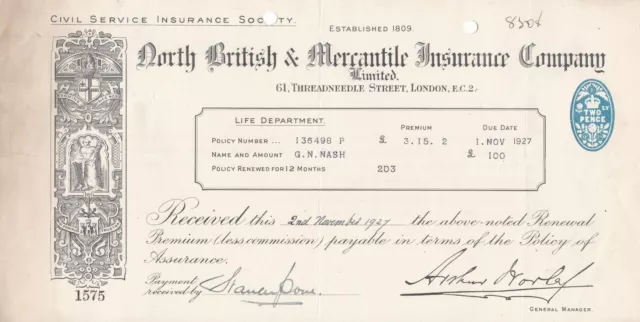 CIVIL SERVICE INSURANCE SOCIETY.
ESTABLISHED 1809.
North British & Mercantile Insurance Company
Limited.
61, THREADNEEDLE STREET, LONDON, E.C.2.
LIFE DEPARTMENT.
PREMIUM DUE DATE
POLICY NUMBER ... 136498 P £ 3.15. 2 1. NOV 1927
NAME AND AMOUNT G.N.NASH £ 100
POLICY RENEWED FOR 12 MONTHS 203
TWO
PENCE
Received this 2nd November 1927 the above-noted Renewal
Premium (less commission) payable in terms of the Policy of
Assurance.
Payment
received by
Arthur Worley
GENERAL MANAGER.
1575